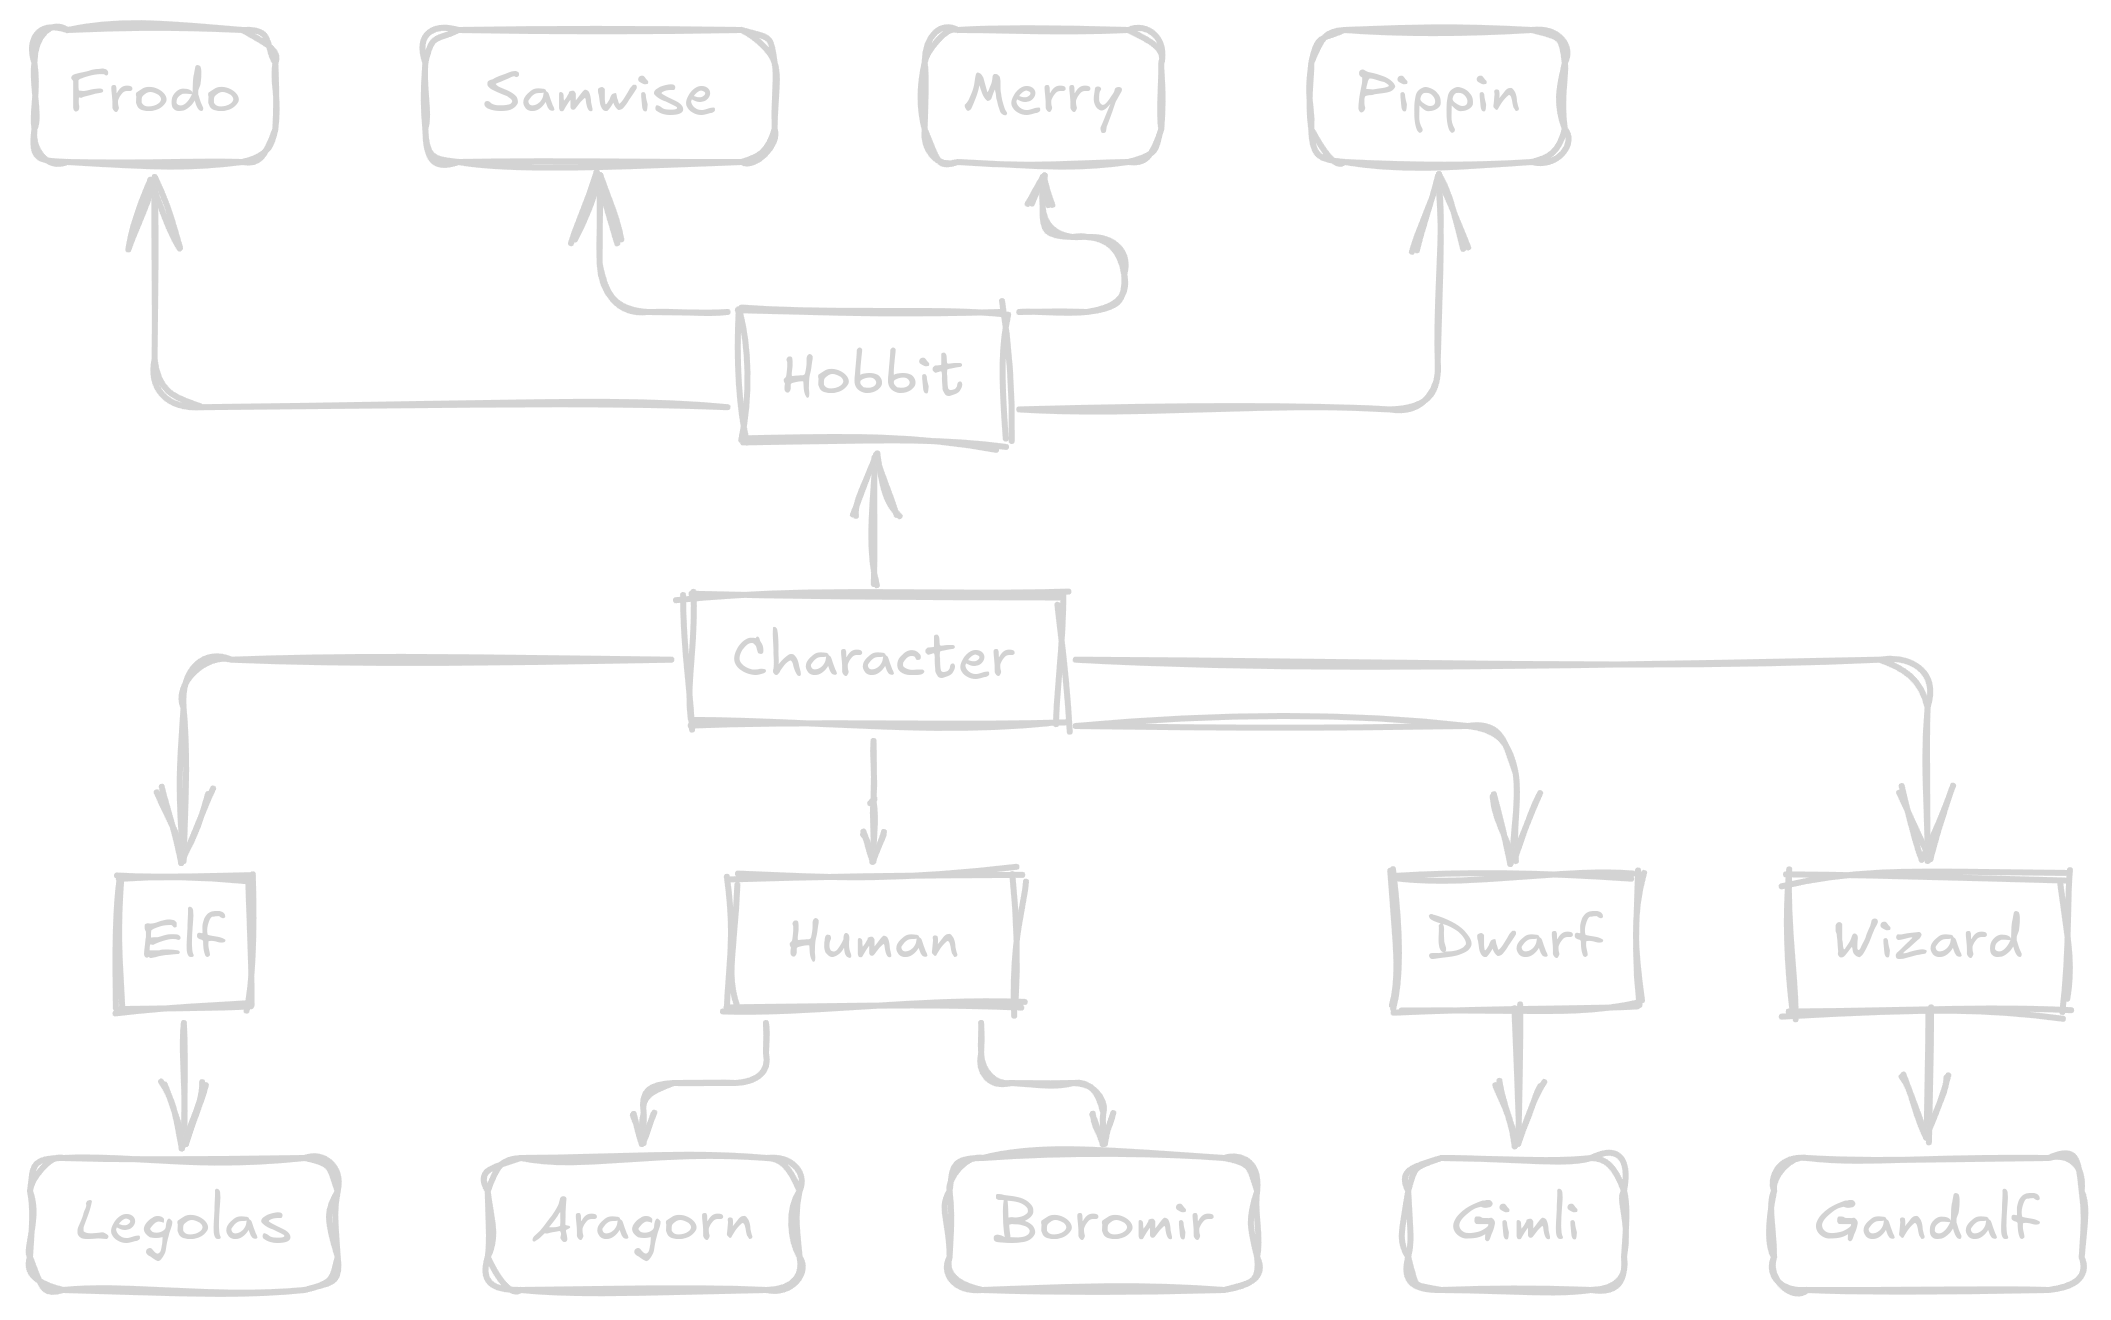 Frodo
Samwise
Merry
Pippin
Hobbit
Character
Elf
Human
Dwarf
Wizard
Legolas
Aragorn
Boromir
Gimli
Gandalf